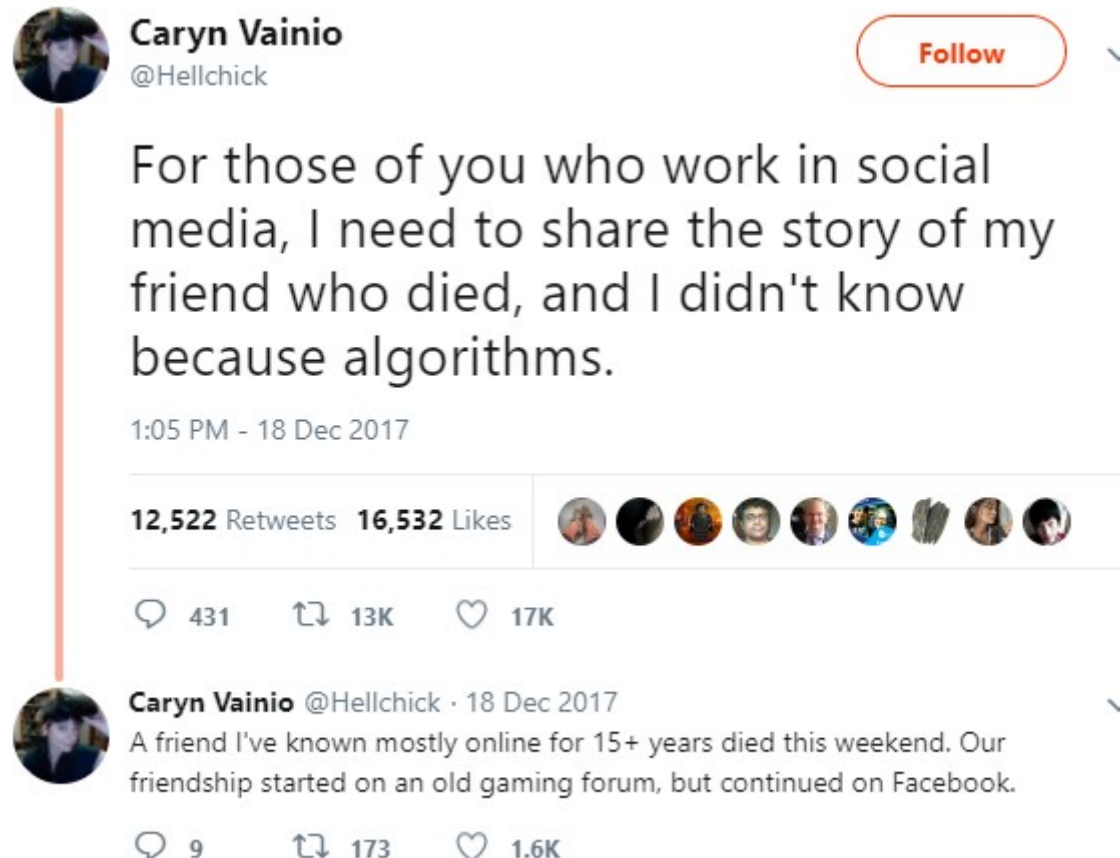 Caryn Vainio
@Hellchick
Follow
For those of you who work in social
media, I need to share the story of my
friend who died, and I didn't know
because algorithms.
1:05 PM - 18 Dec 2017
12,522 Retweets 16,532 Likes
431 13K 17K
Caryn Vainio @Hellchick · 18 Dec 2017
A friend I've known mostly online for 15+ years died this weekend. Our
friendship started on an old gaming forum, but continued on Facebook.
9 173 1.6K